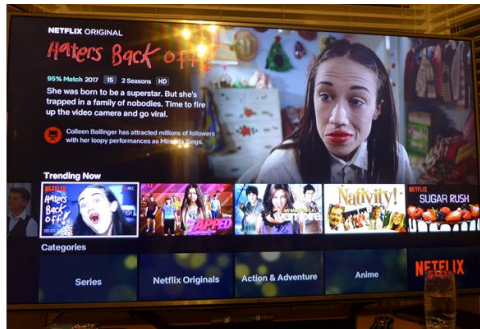 NETFLIX ORIGINAL
Haters Back off!
95% Match 2017 15 2 Seasons HD
She was born to be a superstar. But she's
trapped in a family of nobodies. Time to fire
up the video camera and go viral.
Colleen Ballinger has attracted millions of followers
with her loopy performances as Miranda Sings.
Trending Now
NETFLIX
Haters
Back
off!
ZAPPED
Vampire
Nativity!
NETFLIX
SUGAR RUSH
Categories
Series
Netflix Originals
Action & Adventure
Anime
NETFLIX